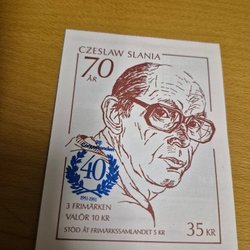 CZESLAW SLANIA
70
ÅR
40
1951-1991
3 FRIMÄRKEN
VALÖR 10 KR
STÖD ÅT FRIMÄRKSSAMLANDET 5 KR
35 KR